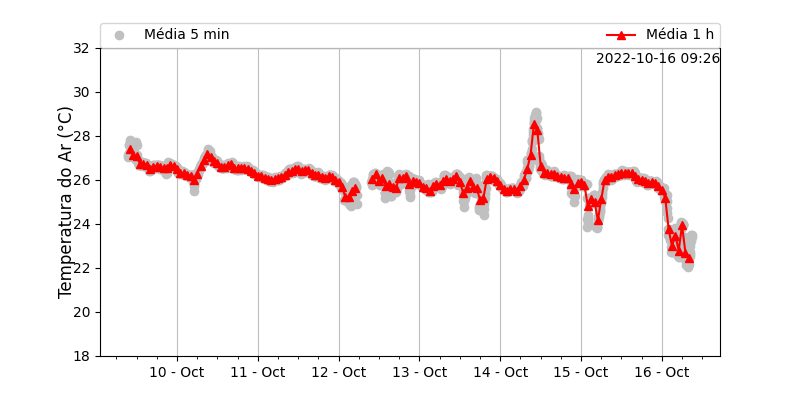 Média 5 min
Média 1 h
2022-10-16 09:26
Temperatura do Ar (°C)
32
30
28
26
24
22
20
18
10 - Oct
11 - Oct
12 - Oct
13 - Oct
14 - Oct
15 - Oct
16 - Oct